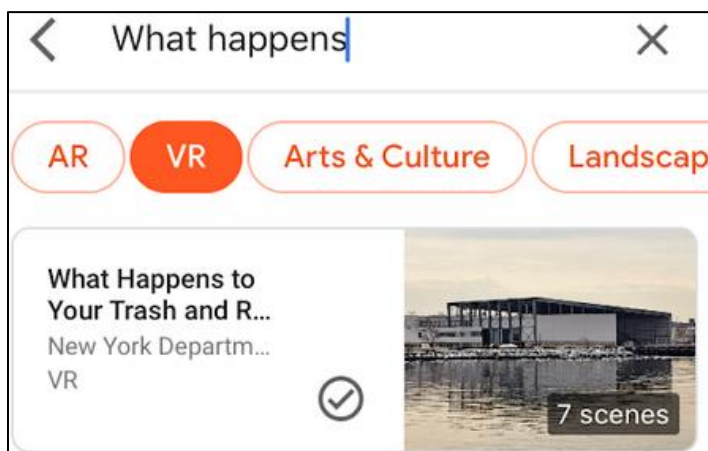 What happens
AR VR Arts & Culture Landscap
What Happens to
Your Trash and R...
New York Departm...
VR
7 scenes